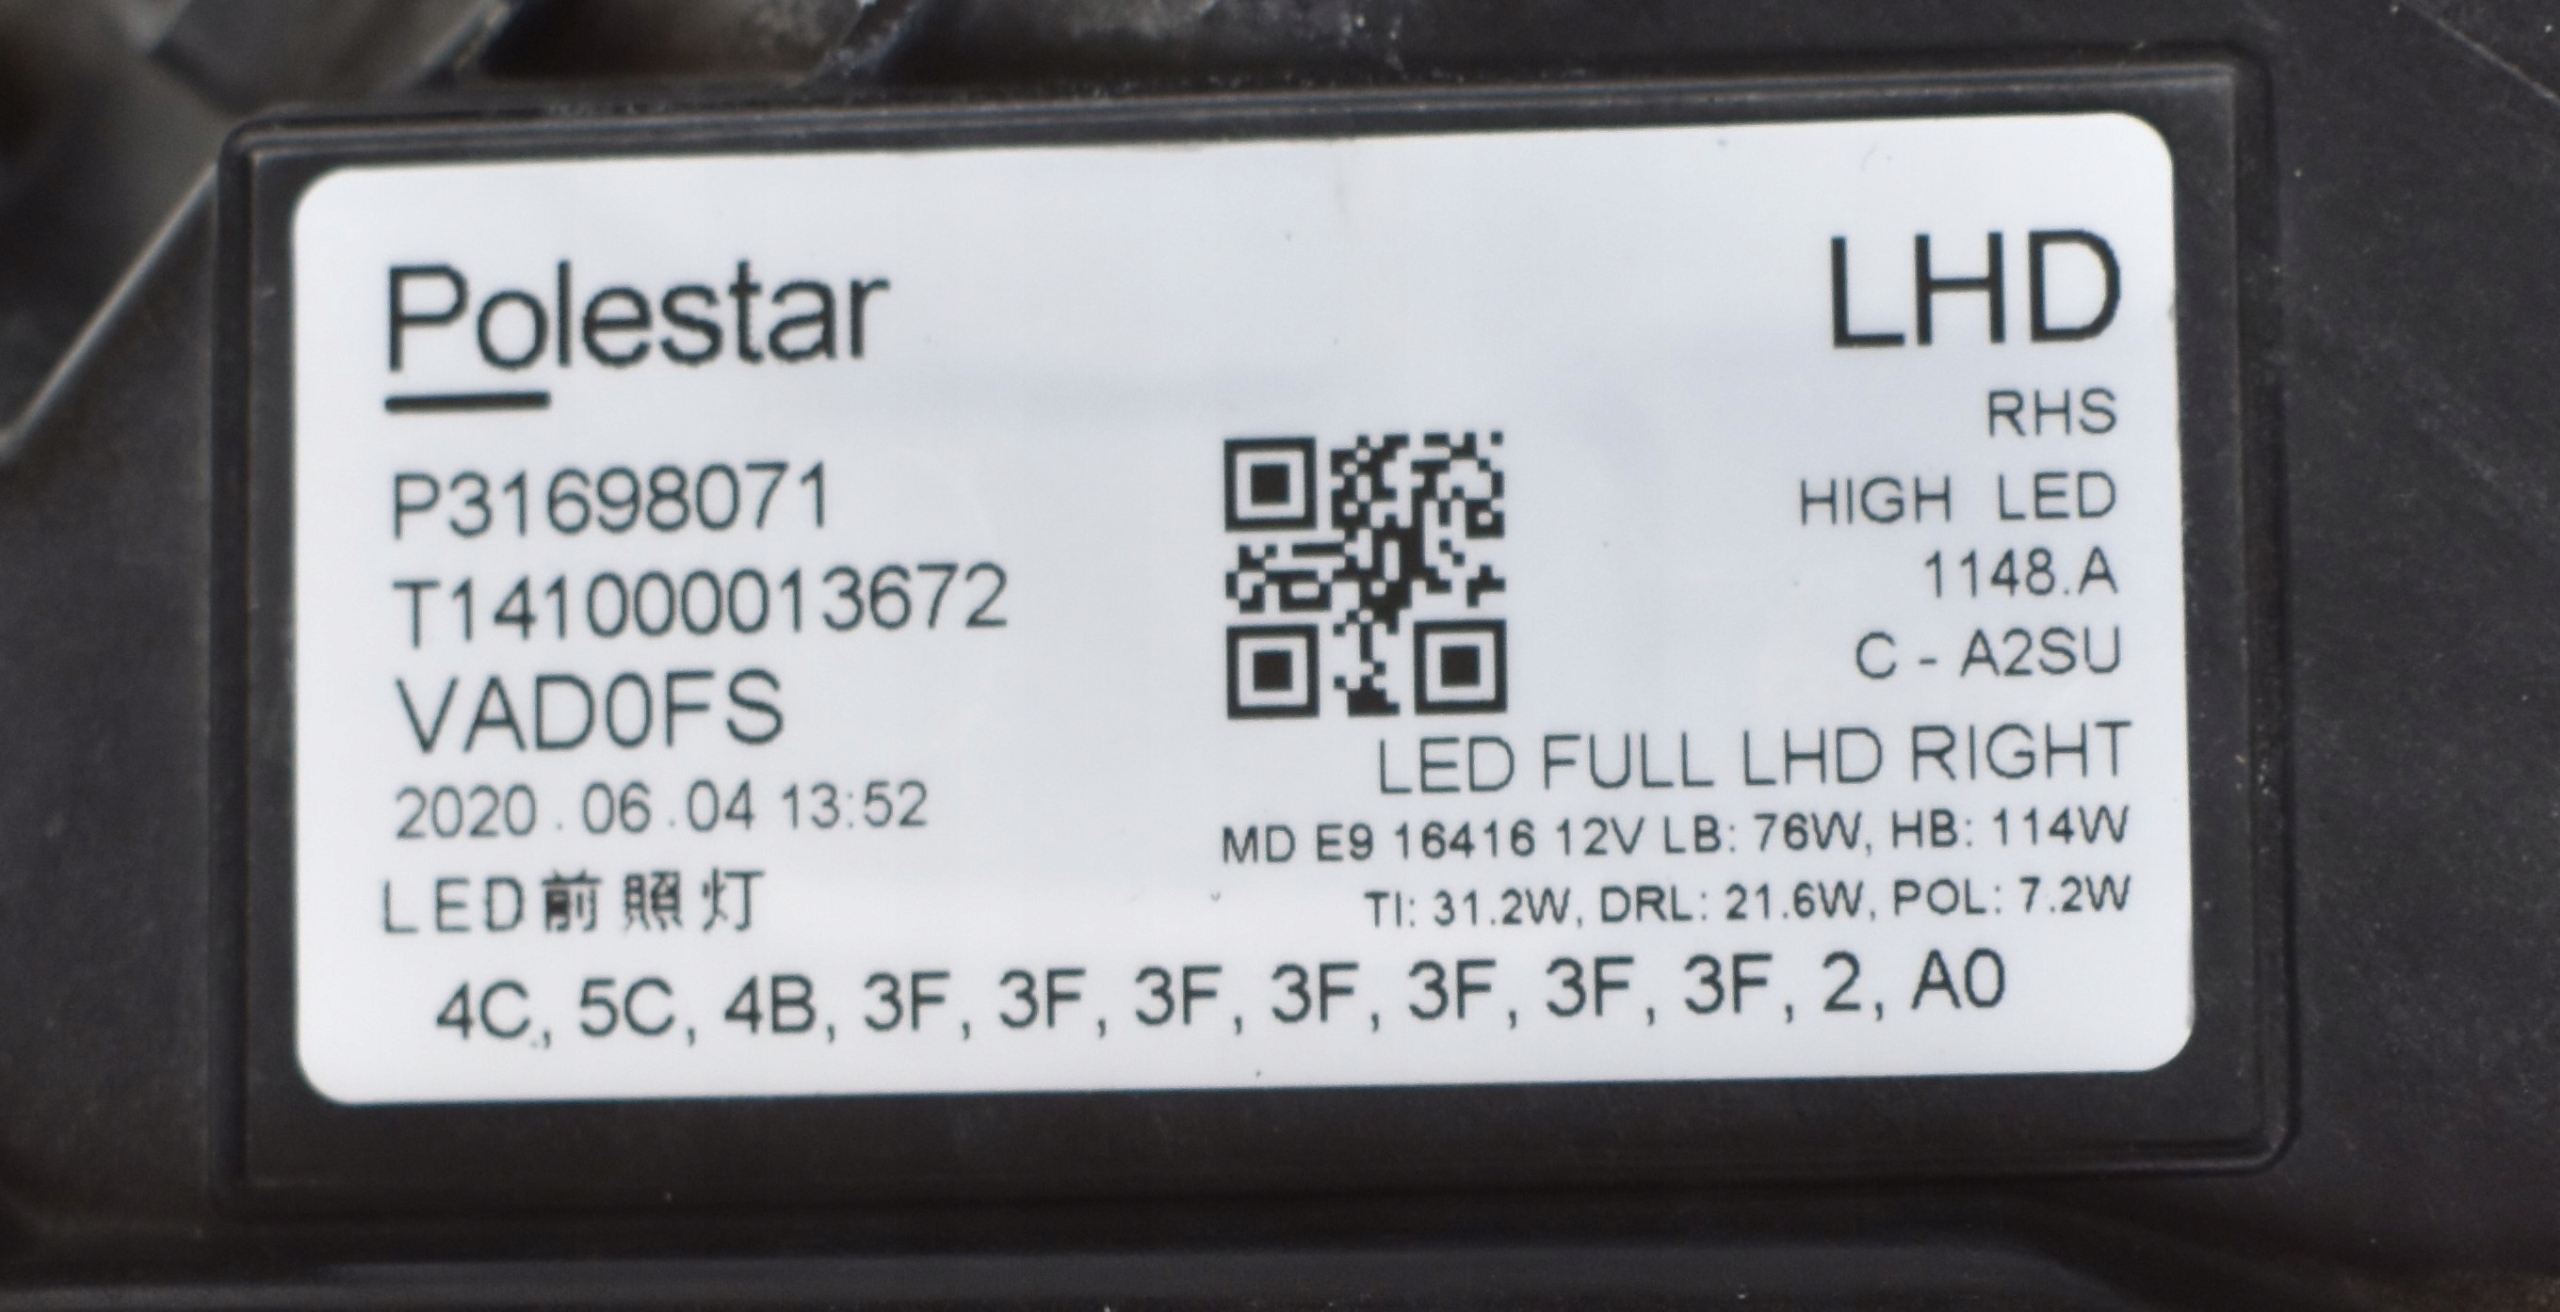 Polestar
LHD
RHS
P31698071
HIGH LED
T141000013672
1148.A
C - A2SU
VAD0FS
LED FULL LHD RIGHT
2020.06.04 13:52
MD E9 16416 12V LB: 76W, HB: 114W
LED前照灯
TI: 31.2W, DRL: 21.6W, POL: 7.2W
4C, 5C, 4B, 3F, 3F, 3F, 3F, 3F, 3F, 3F, 2, A0